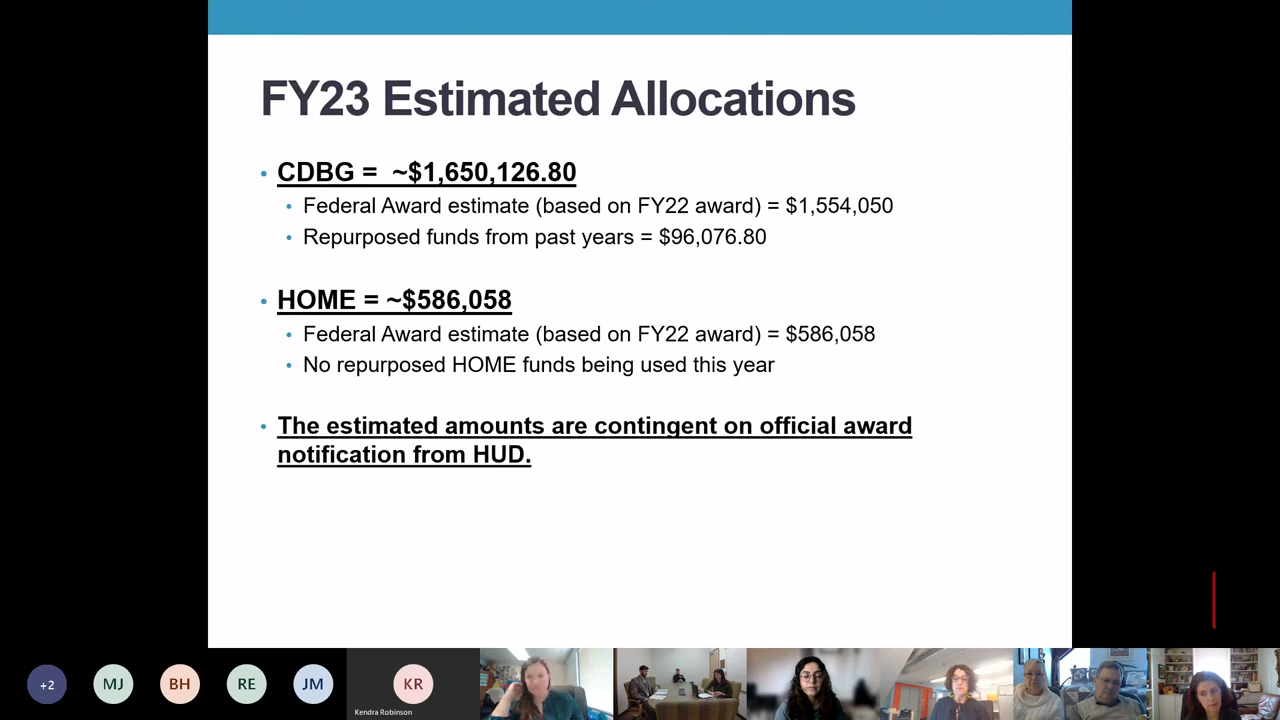 FY23 Estimated Allocations
• CDBG = ~$1,650,126.80
• Federal Award estimate (based on FY22 award) = $1,554,050
• Repurposed funds from past years = $96,076.80
• HOME = ~$586,058
• Federal Award estimate (based on FY22 award) = $586,058
• No repurposed HOME funds being used this year
• The estimated amounts are contingent on official award
notification from HUD.
+2 MJ BH RE JM KR
Kendra Robinson